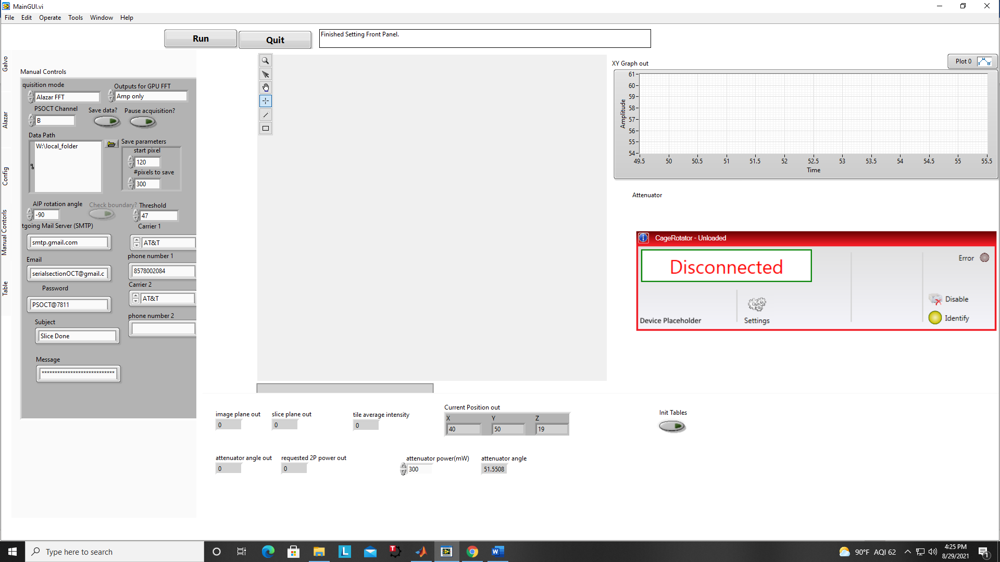 MainGUI.vi
File Edit Operate Tools Window Help
Run
Quit
Finished Setting Front Panel.
Galvo
Alazar
Config
Manual Contorls
Table
Manual Controls
quisition mode
Alazar FFT
Outputs for GPU FFT
Amp only
PSOCT Channel
B
Save data?
Pause acquisition?
Data Path
W:\local_folder
Save parameters
start pixel
120
#pixels to save
300
AIP rotation angle
-90
Check boundary?
Threshold
47
tgoing Mail Server (SMTP)
smtp.gmail.com
Carrier 1
AT&T
Email
serialsectionOCT@gmail.c
phone number 1
8578002084
Password
PSOCT@7811
Carrier 2
AT&T
Subject
Slice Done
phone number 2
Message
****************************
XY Graph out
Plot 0
Amplitude
61
60
59
58
57
56
55
54
49.5 50 50.5 51 51.5 52 52.5 53 53.5 54 54.5 55 55.5
Time
Attenuator
CageRotator - Unloaded
Disconnected
Error
Disable
Identify
Device Placeholder
Settings
image plane out
0
slice plane out
0
tile average intensity
0
Current Position out
X Y Z
40 50 19
Init Tables
attenuator angle out
0
requested 2P power out
0
attenuator power(mW)
300
attenuator angle
51.5508
Type here to search
90°F AQI 62
4:25 PM
8/29/2021
1